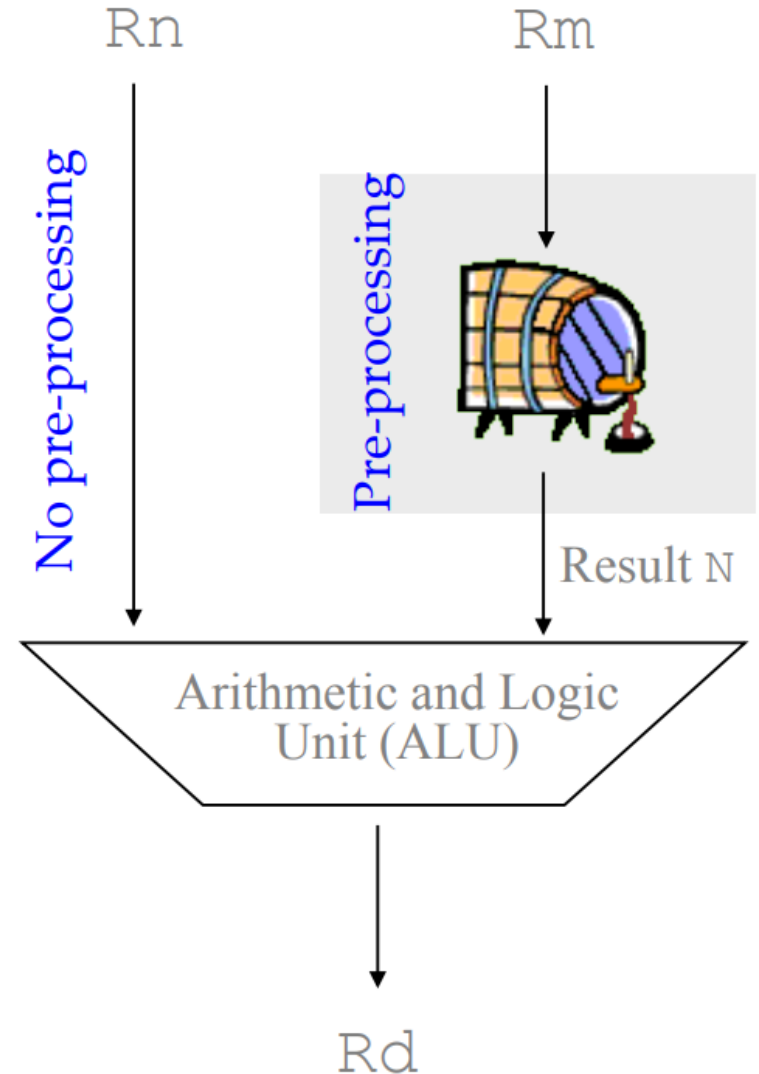 Rn
Rm
No pre-processing
Pre-processing
Result N
Arithmetic and Logic
Unit (ALU)
Rd